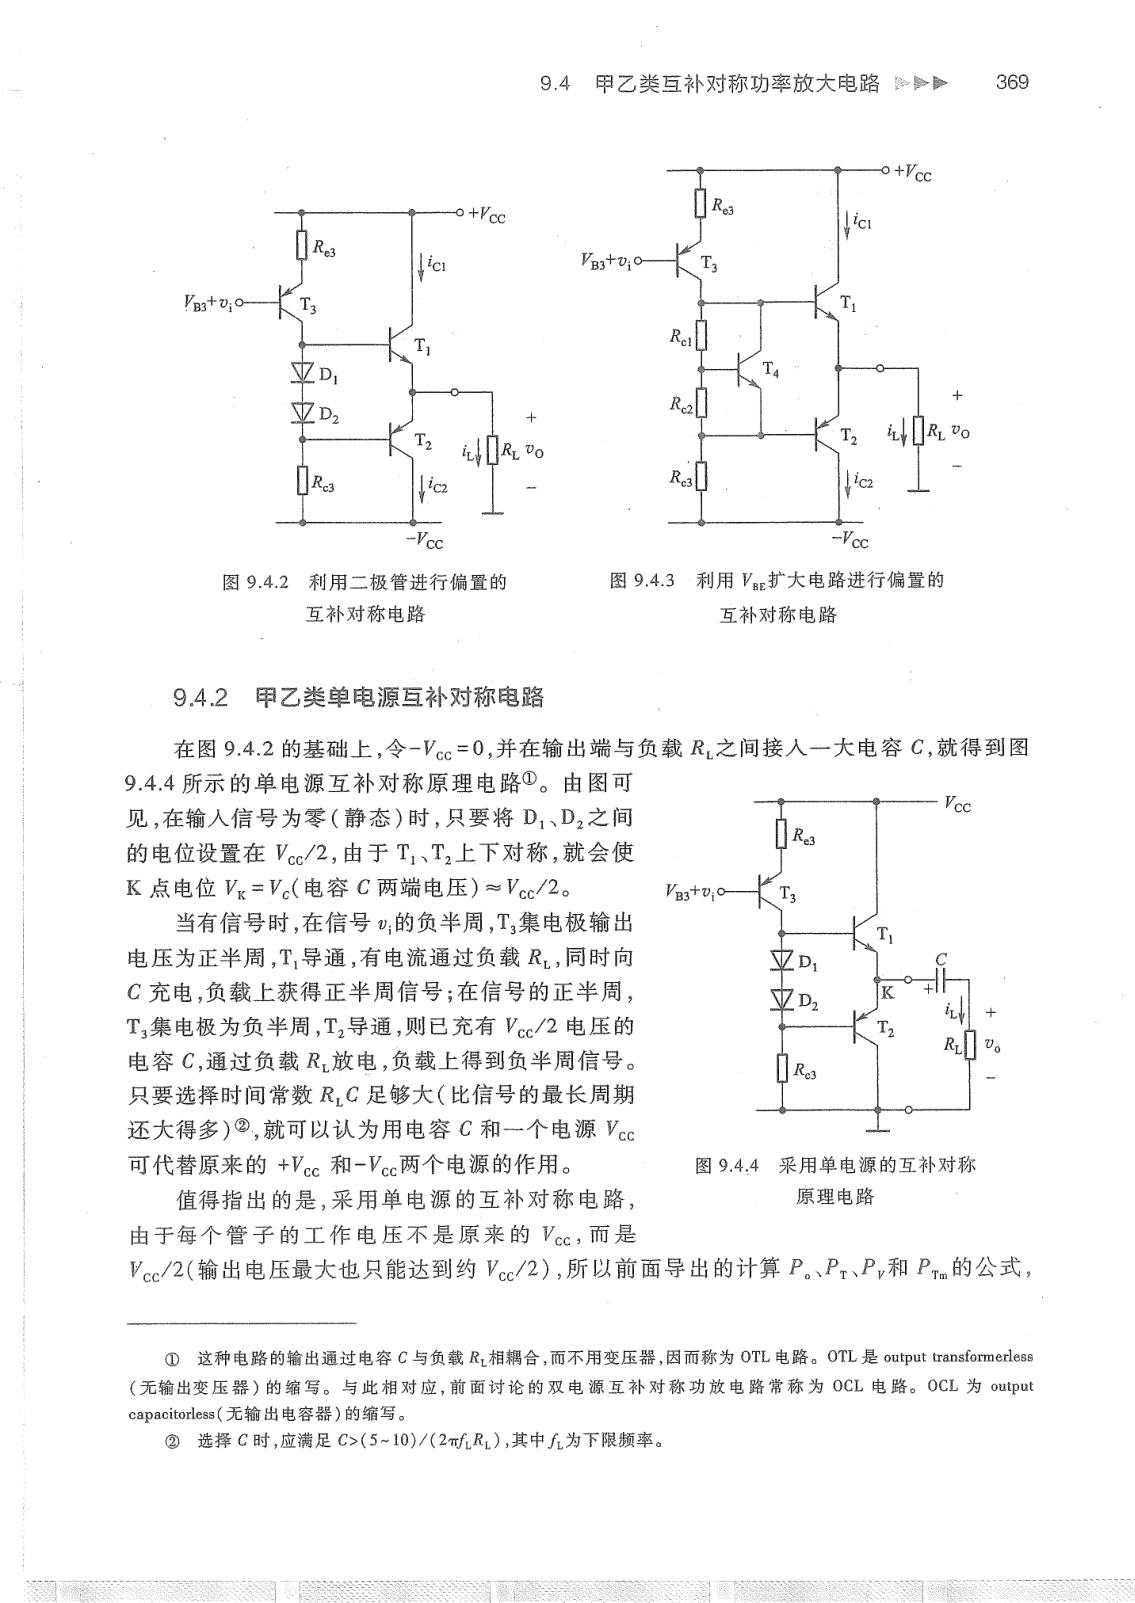 9.4 甲乙类互补对称功率放大电路 369
+VCC
Re3
iC1
VB3+vi
T3
T1
D1
D2
T2
iL
RL
+
vO
−
Rc3
iC2
−VCC
图 9.4.2 利用二极管进行偏置的
互补对称电路
+VCC
Re3
iC1
VB3+vi
T3
T1
Rc1
T4
Rc2
T2
iL
RL
+
vO
−
Rc3
iC2
−VCC
图 9.4.3 利用 VBE扩大电路进行偏置的
互补对称电路
9.4.2 甲乙类单电源互补对称电路
在图 9.4.2 的基础上,令-VCC=0,并在输出端与负载 RL之间接入一大电容 C,就得到图
9.4.4 所示的单电源互补对称原理电路①。由图可
见,在输入信号为零(静态)时,只要将 D1、D2之间
的电位设置在 VCC/2,由于 T1、T2上下对称,就会使
K 点电位 VK=VC(电容 C 两端电压)≈VCC/2。
当有信号时,在信号 vi的负半周,T3集电极输出
电压为正半周,T1导通,有电流通过负载 RL,同时向
C 充电,负载上获得正半周信号;在信号的正半周,
T3集电极为负半周,T2导通,则已充有 VCC/2 电压的
电容 C,通过负载 RL放电,负载上得到负半周信号。
只要选择时间常数 RLC 足够大(比信号的最长周期
还大得多)②,就可以认为用电容 C 和一个电源 VCC
可代替原来的 +VCC 和-VCC两个电源的作用。
值得指出的是,采用单电源的互补对称电路,
由于每个管子的工作电压不是原来的 VCC,而是
VCC
Re3
VB3+vi
T3
T1
D1
D2
C
K
+
T2
iL
RL
+
vo
−
Rc3
图 9.4.4 采用单电源的互补对称
原理电路
VCC/2(输出电压最大也只能达到约 VCC/2),所以前面导出的计算 Po、PT、PV和 PTm的公式,
① 这种电路的输出通过电容 C 与负载 RL相耦合,而不用变压器,因而称为 OTL 电路。OTL 是 output transformerless
(无输出变压器)的缩写。与此相对应,前面讨论的双电源互补对称功放电路常称为 OCL 电路。OCL 为 output
capacitorless(无输出电容器)的缩写。
② 选择 C 时,应满足 C>(5~10)/(2πfLRL),其中 fL为下限频率。